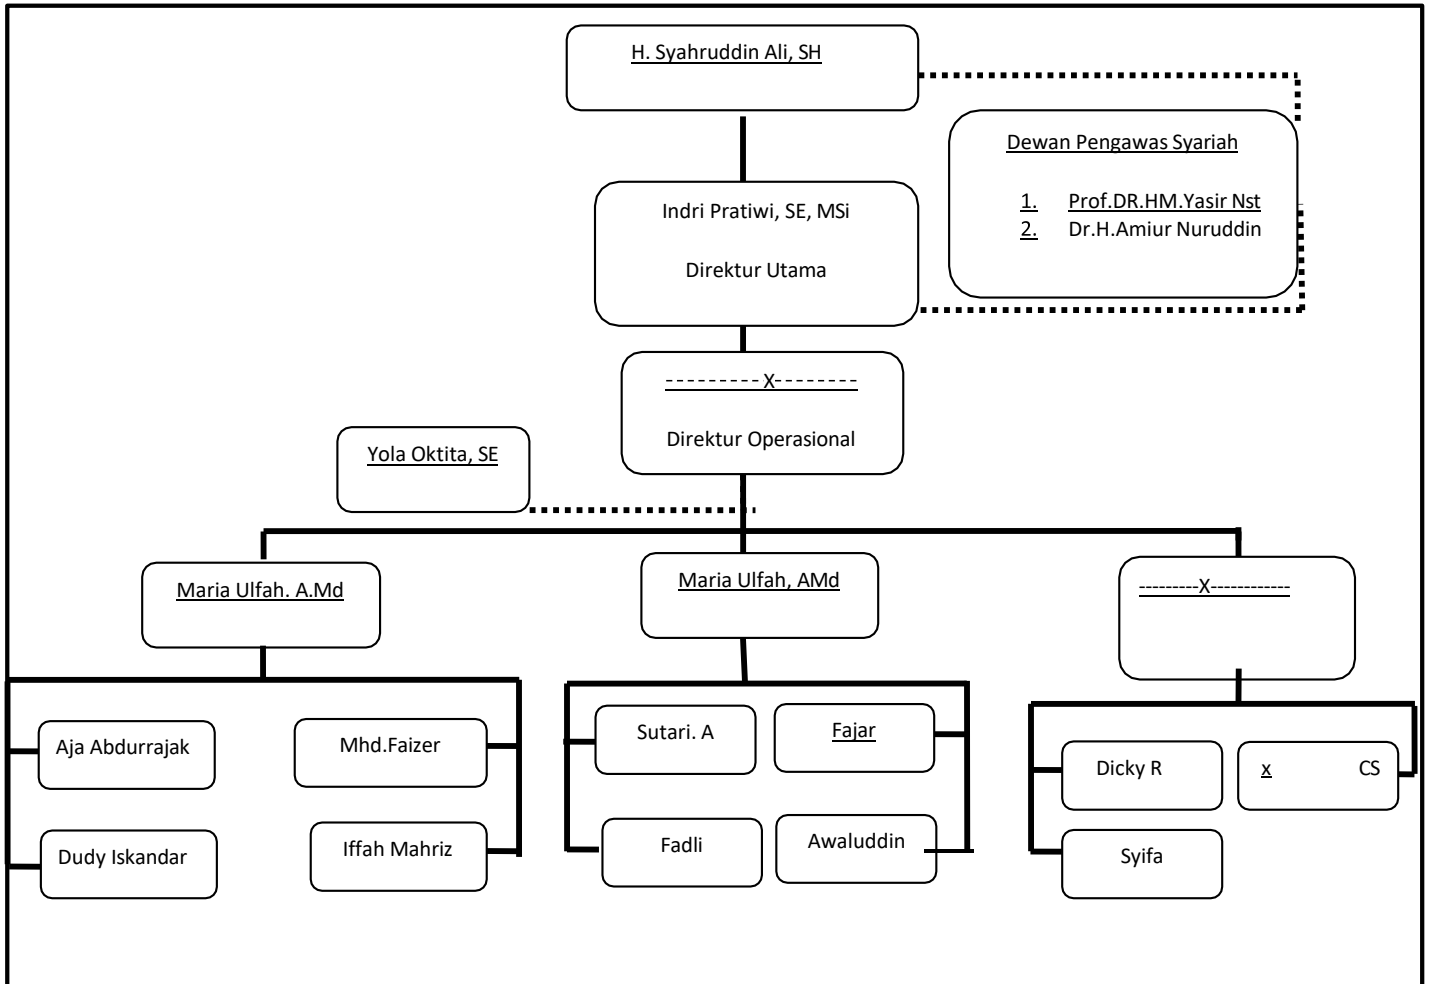 H. Syahruddin Ali, SH
Dewan Pengawas Syariah
1. Prof.DR.HM.Yasir Nst
2. Dr.H.Amiur Nuruddin
Indri Pratiwi, SE, MSi
Direktur Utama
---------X--------
Direktur Operasional
Yola Oktita, SE
Maria Ulfah. A.Md
Maria Ulfah, AMd
---------X------------
Aja Abdurrajak
Mhd.Faizer
Dudy Iskandar
Iffah Mahriz
Sutari. A
Fajar
Fadli
Awaluddin
Dicky R
x CS
Syifa